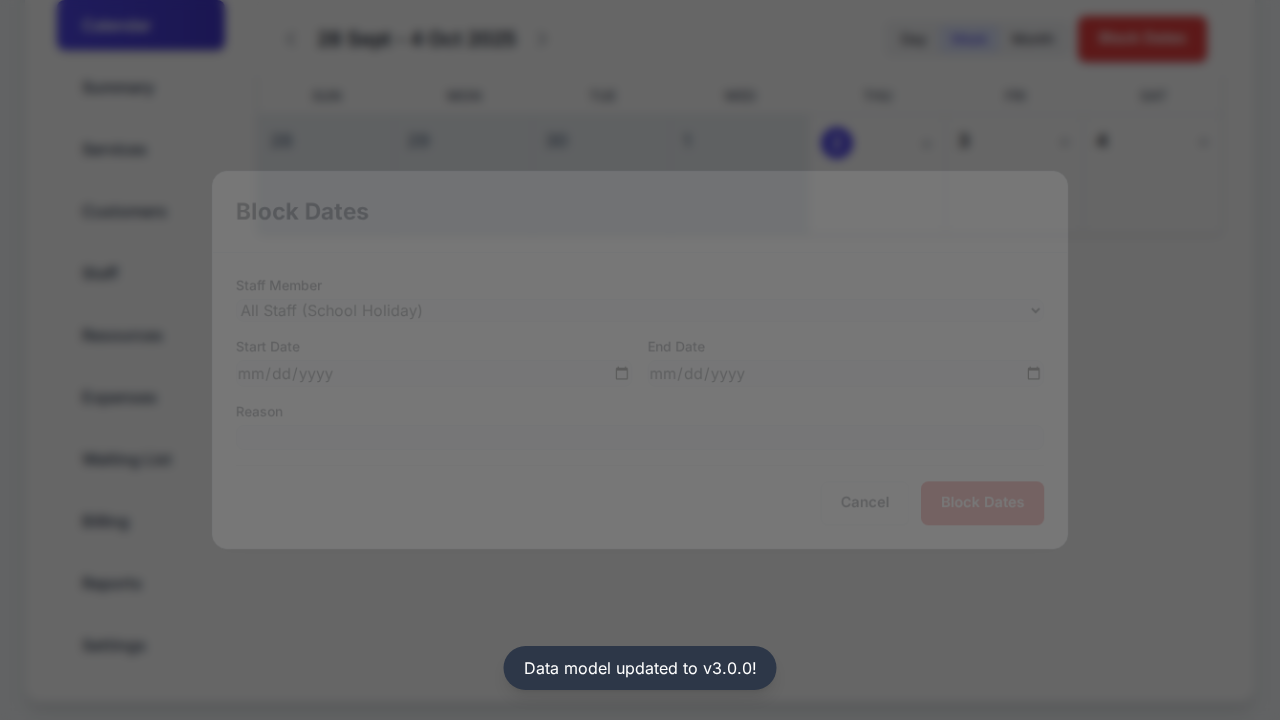 Calendar
28 Sept - 4 Oct 2025
Day
Week
Month
Block Dates
SUN
MON
TUE
WED
THU
FRI
SAT
28
29
30
1
3
4
Summary
Services
Customers
Staff
Resources
Expenses
Waiting List
Billing
Reports
Settings
Block Dates
Staff Member
All Staff (School Holiday)
Start Date
End Date
mm/dd/yyyy
mm/dd/yyyy
Reason
Cancel
Block Dates
Data model updated to v3.0.0!